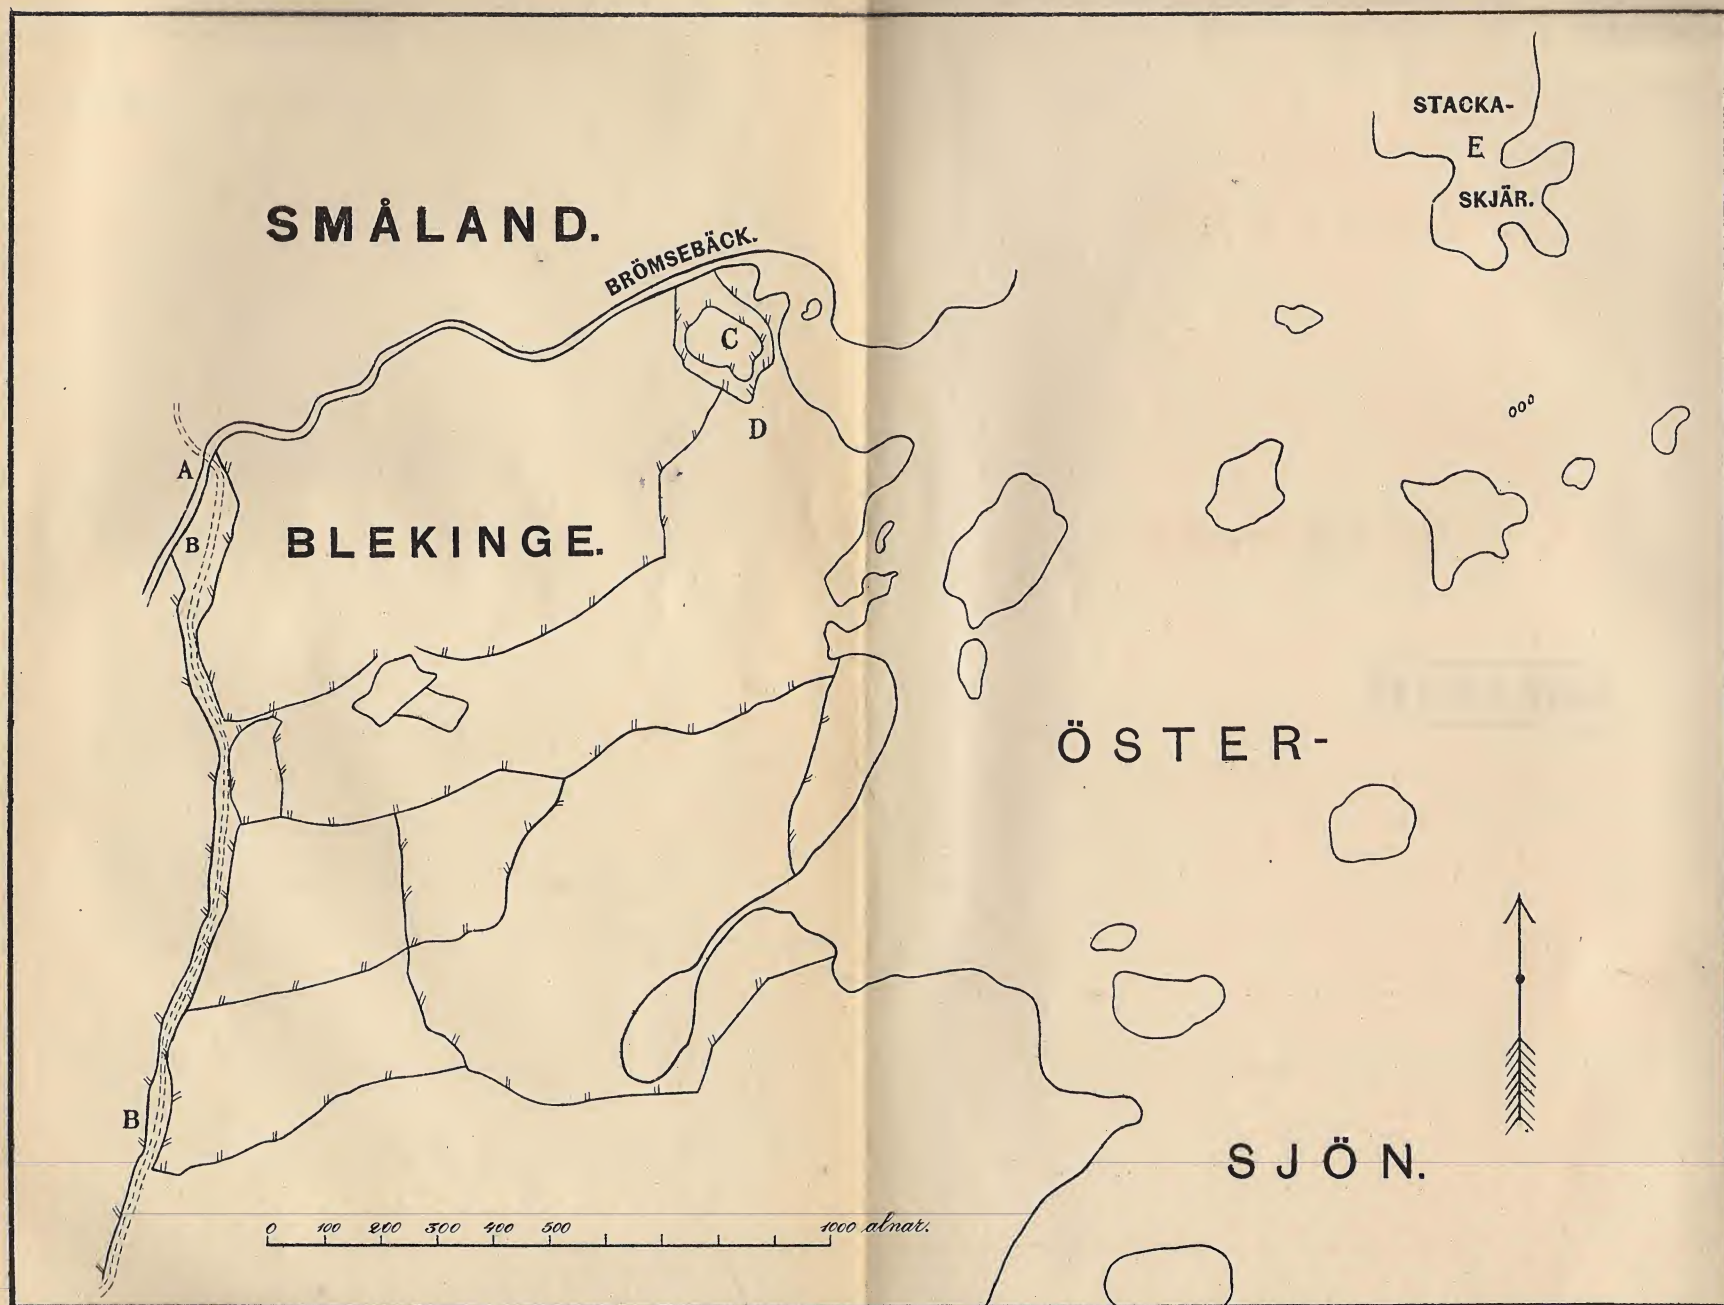 STACKA-
E
SKJÄR.
SMÅLAND.
BRÖMSEBÄCK.
C
D
A
B
BLEKINGE.
ÖSTER-
B
SJÖN.
0 100 200 300 400 500 1000 alnar.